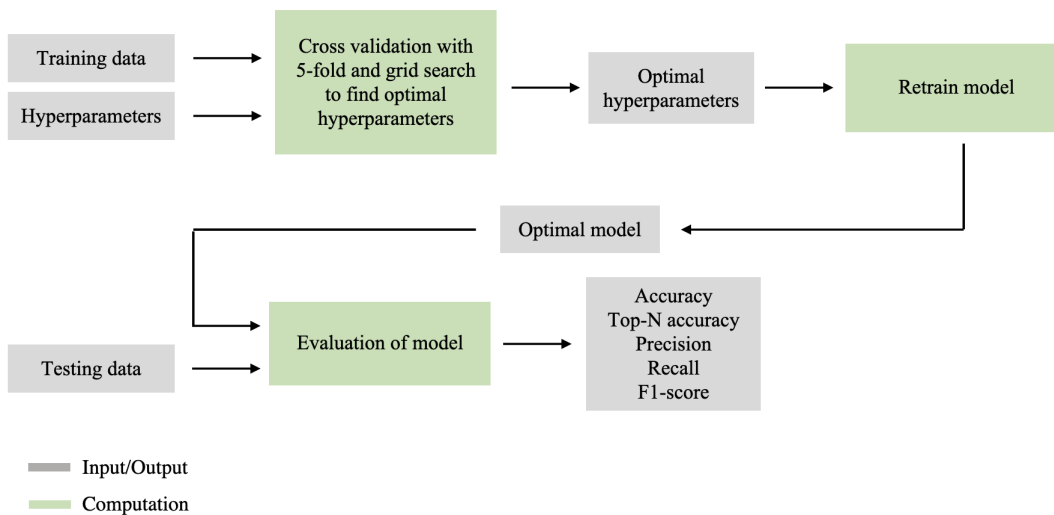 Training data
Hyperparameters
Cross validation with
5-fold and grid search
to find optimal
hyperparameters
Optimal
hyperparameters
Retrain model
Optimal model
Testing data
Evaluation of model
Accuracy
Top-N accuracy
Precision
Recall
F1-score
Input/Output
Computation